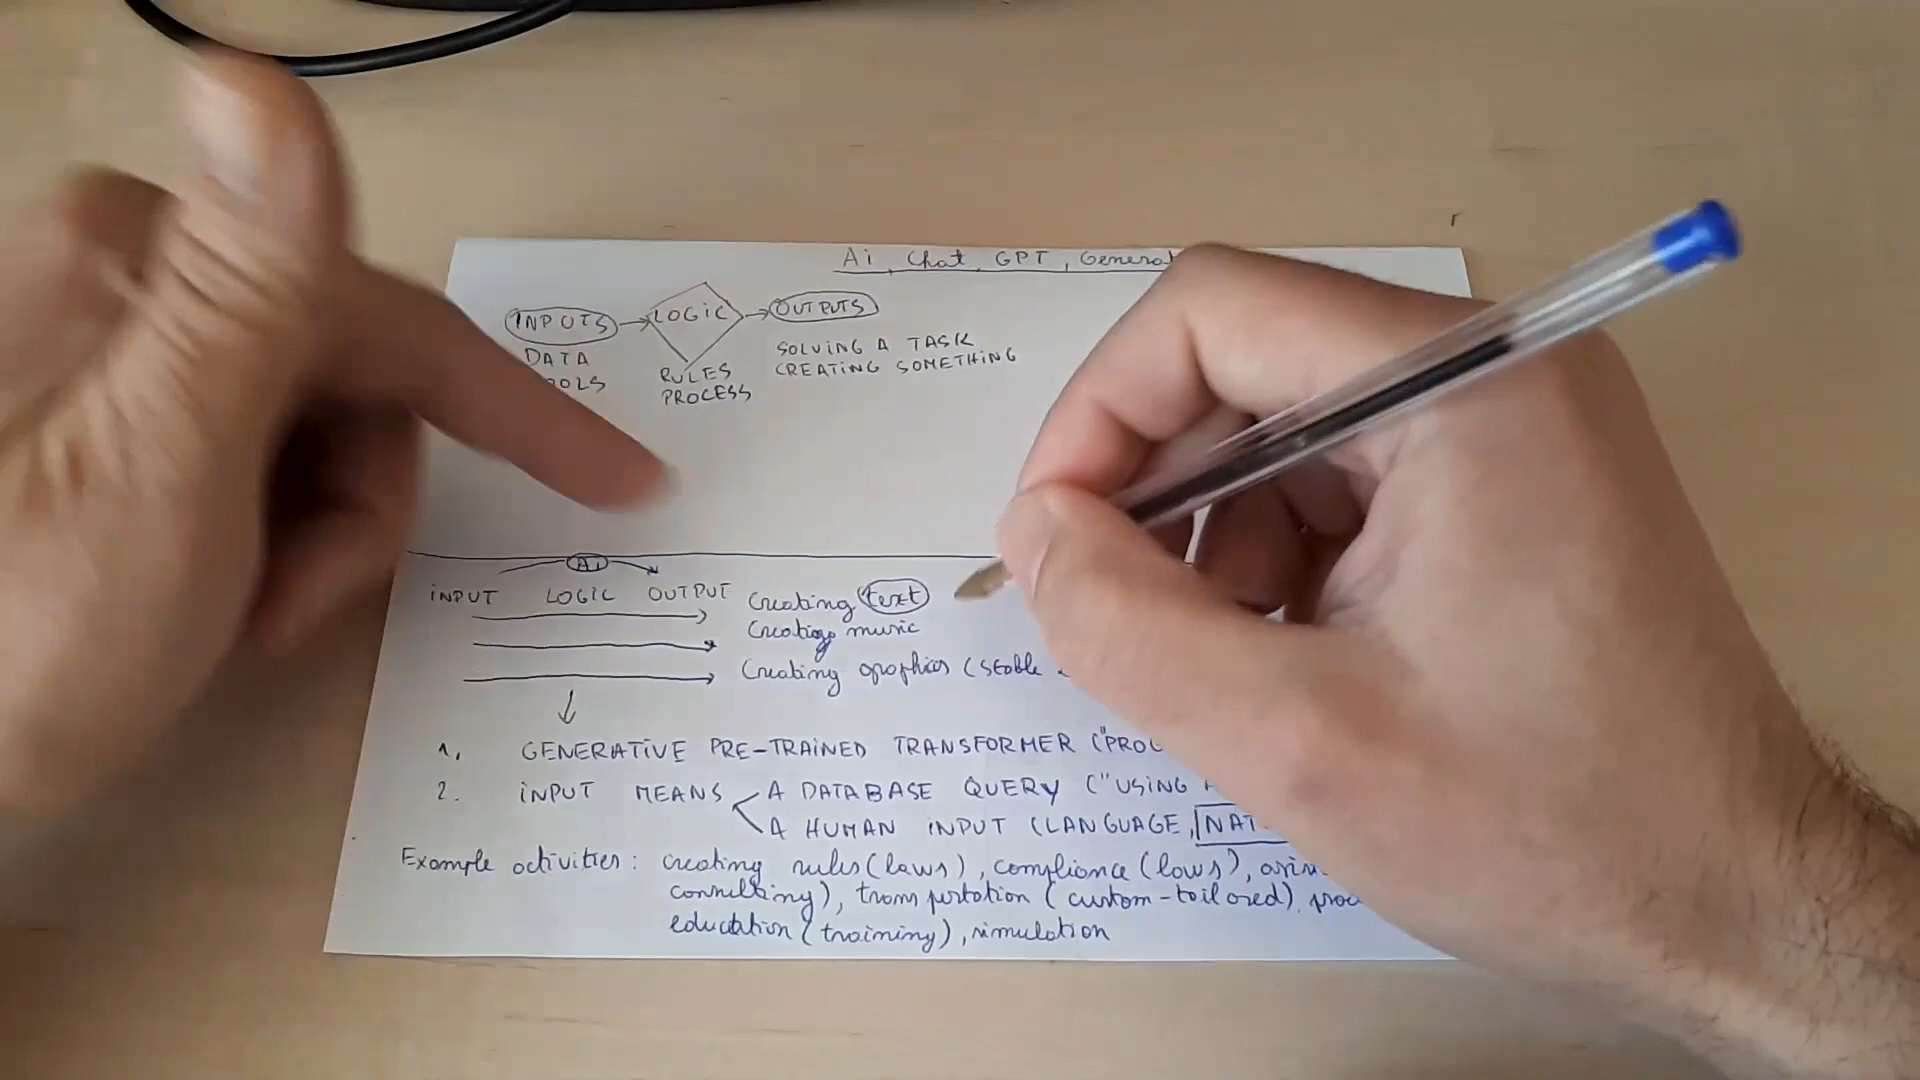 Ai, Chat GPT, Generat
INPUTS → LOGIC → OUTPUTS
DATA
RULES
PROCESS
SOLVING A TASK
CREATING SOMETHING
Ai
INPUT LOGIC OUTPUT
Creating "text"
Creating music
Creating graphics (Stable
1. GENERATIVE PRE-TRAINED TRANSFORMER ("PROG
2. INPUT MEANS A DATABASE QUERY ("USING
A HUMAN INPUT (LANGUAGE, NAT
Example activities: creating rules (laws), compliance (laws),
consulting), transportation (custom-tailored),
education (training), simulation